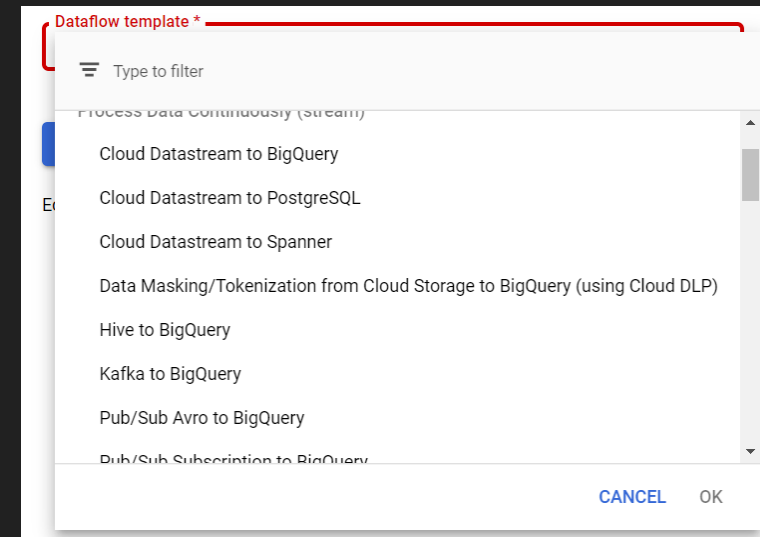 Dataflow template *
Type to filter
Process Data Continuously (stream)
Cloud Datastream to BigQuery
Cloud Datastream to PostgreSQL
Cloud Datastream to Spanner
Data Masking/Tokenization from Cloud Storage to BigQuery (using Cloud DLP)
Hive to BigQuery
Kafka to BigQuery
Pub/Sub Avro to BigQuery
Pub/Sub Subscription to BigQuery
CANCEL OK